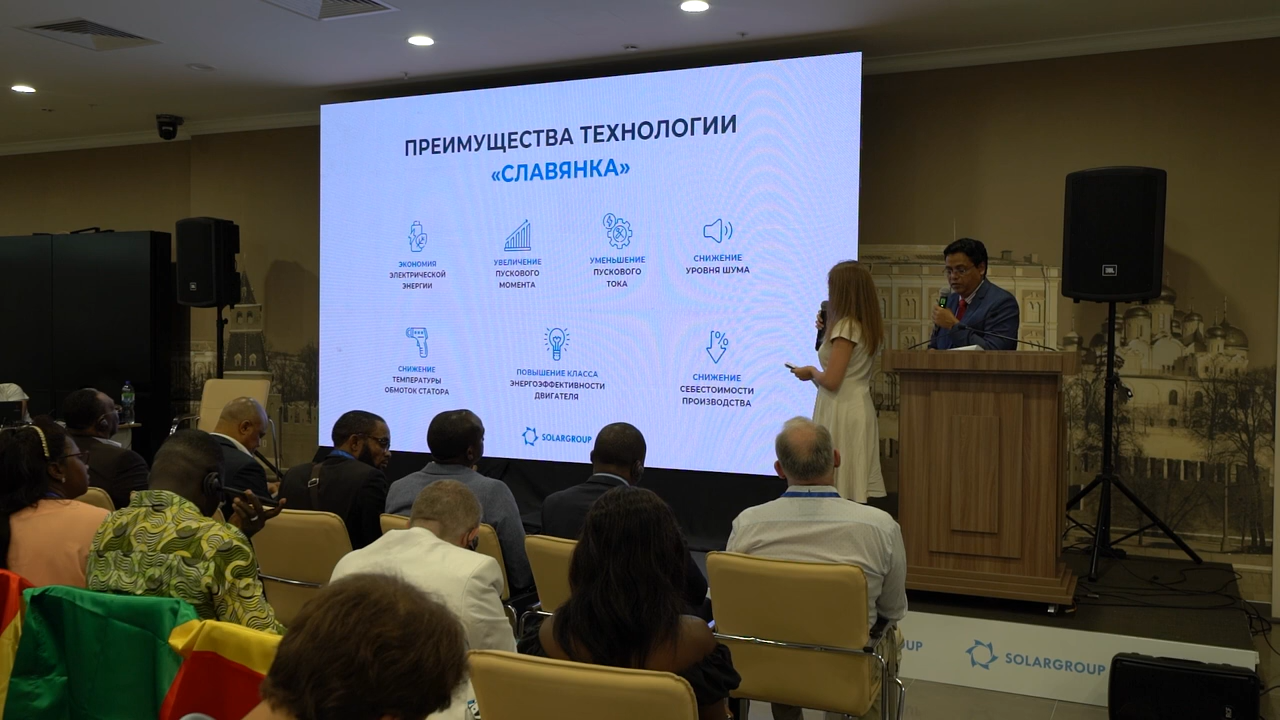 ПРЕИМУЩЕСТВА ТЕХНОЛОГИИ
«СЛАВЯНКА»
ЭКОНОМИЯ
ЭЛЕКТРИЧЕСКОЙ
ЭНЕРГИИ
УВЕЛИЧЕНИЕ
ПУСКОВОГО
МОМЕНТА
УМЕНЬШЕНИЕ
ПУСКОВОГО
ТОКА
СНИЖЕНИЕ
УРОВНЯ ШУМА
СНИЖЕНИЕ
ТЕМПЕРАТУРЫ
ОБМОТОК СТАТОРА
ПОВЫШЕНИЕ КЛАССА
ЭНЕРГОЭФФЕКТИВНОСТИ
ДВИГАТЕЛЯ
%
СНИЖЕНИЕ
СЕБЕСТОИМОСТИ
ПРОИЗВОДСТВА
SOLARGROUP
JBL
OUP
SOLARGROUP